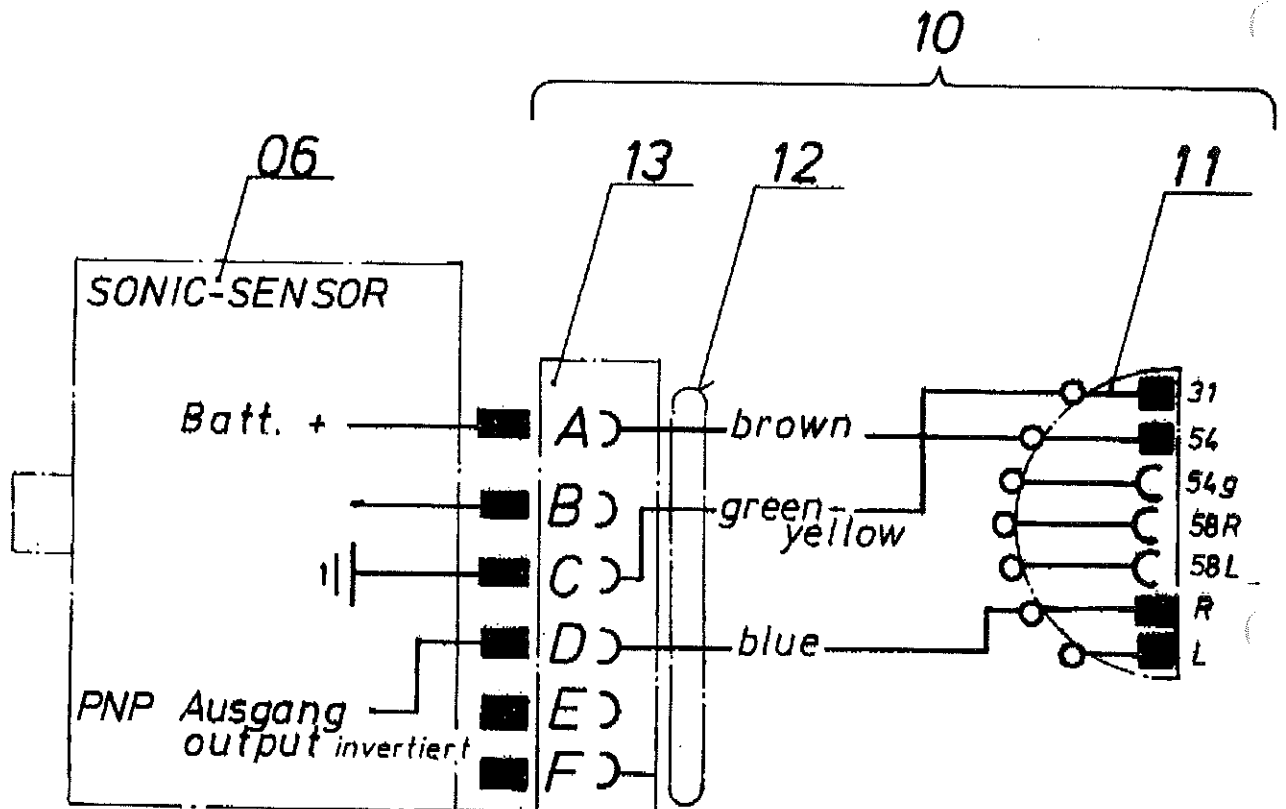 10
06
13
12
11
SONIC-SENSOR
Batt. +
A
brown
31
54
B
green-
yellow
54g
58R
C
58L
D
blue
R
L
PNP Ausgang
output invertiert
E
F